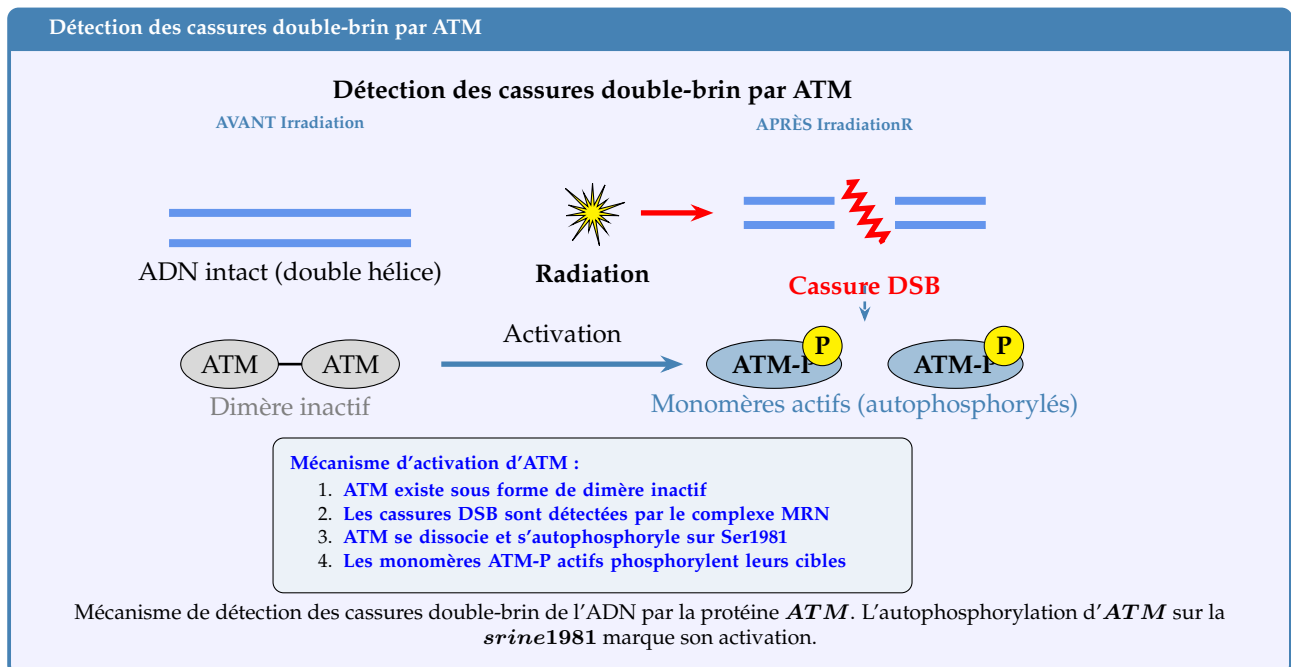 Détection des cassures double-brin par ATM
Détection des cassures double-brin par ATM
AVANT Irradiation
APRÈS IrradiationR
ADN intact (double hélice)
Radiation
Cassure DSB
Activation
ATM
ATM
ATM-P
P
ATM-P
P
Dimère inactif
Monomères actifs (autophosphorylés)
Mécanisme d'activation d'ATM :
1. ATM existe sous forme de dimère inactif
2. Les cassures DSB sont détectées par le complexe MRN
3. ATM se dissocie et s'autophosphoryle sur Ser1981
4. Les monomères ATM-P actifs phosphorylent leurs cibles
Mécanisme de détection des cassures double-brin de l'ADN par la protéine ATM. L'autophosphorylation d'ATM sur la
srine1981 marque son activation.